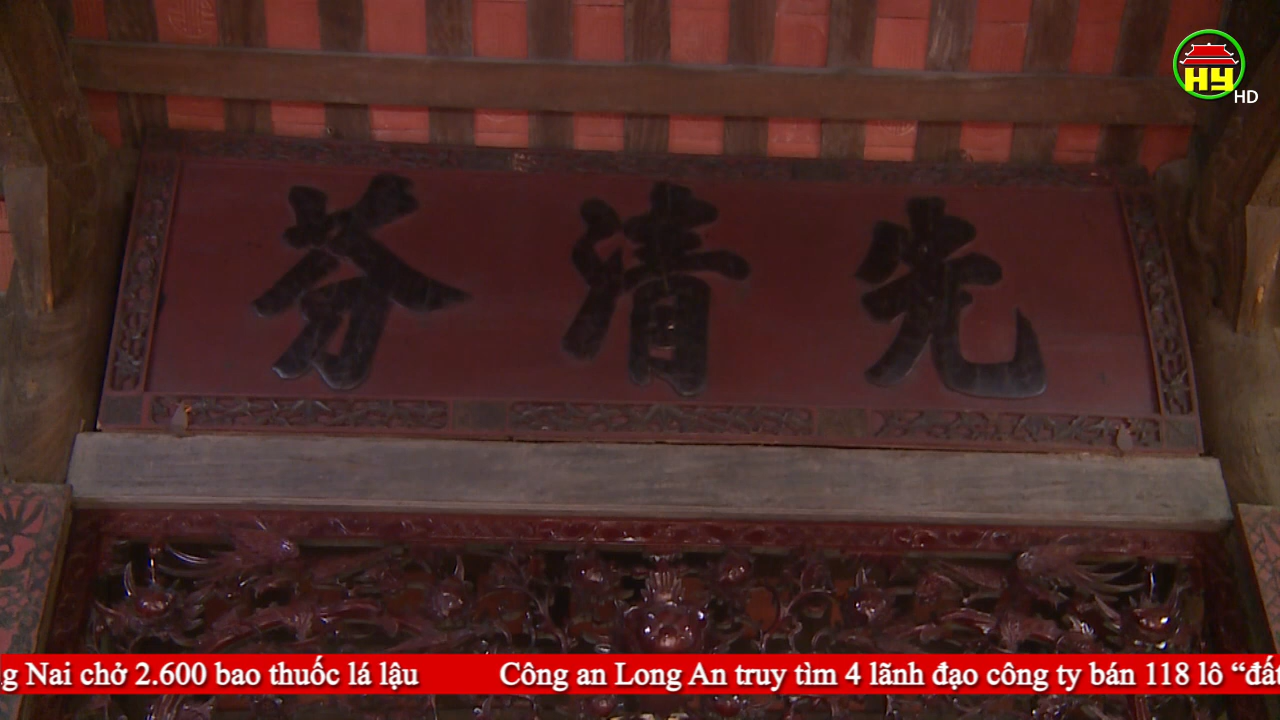 先清芬
HY
HD
g Nai chở 2.600 bao thuốc lá lậu Công an Long An truy tìm 4 lãnh đạo công ty bán 118 lô “đất